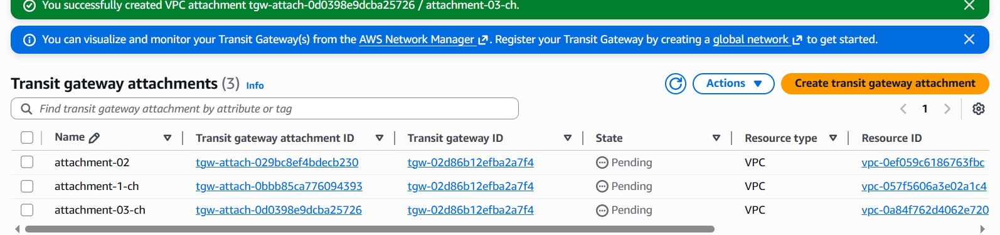 You successfully created VPC attachment tgw-attach-0d0398e9dcba25726 / attachment-03-ch.
You can visualize and monitor your Transit Gateway(s) from the AWS Network Manager. Register your Transit Gateway by creating a global network to get started.
Transit gateway attachments (3) Info Actions Create transit gateway attachment
Find transit gateway attachment by attribute or tag 1
Name Transit gateway attachment ID Transit gateway ID State Resource type Resource ID
attachment-02 tgw-attach-029bc8ef4bdecb230 tgw-02d86b12efba2a7f4 Pending VPC vpc-0ef059c6186763fbc
attachment-1-ch tgw-attach-0bbb85ca776094393 tgw-02d86b12efba2a7f4 Pending VPC vpc-057f5606a3e02a1c4
attachment-03-ch tgw-attach-0d0398e9dcba25726 tgw-02d86b12efba2a7f4 Pending VPC vpc-0a84f762d4062e720